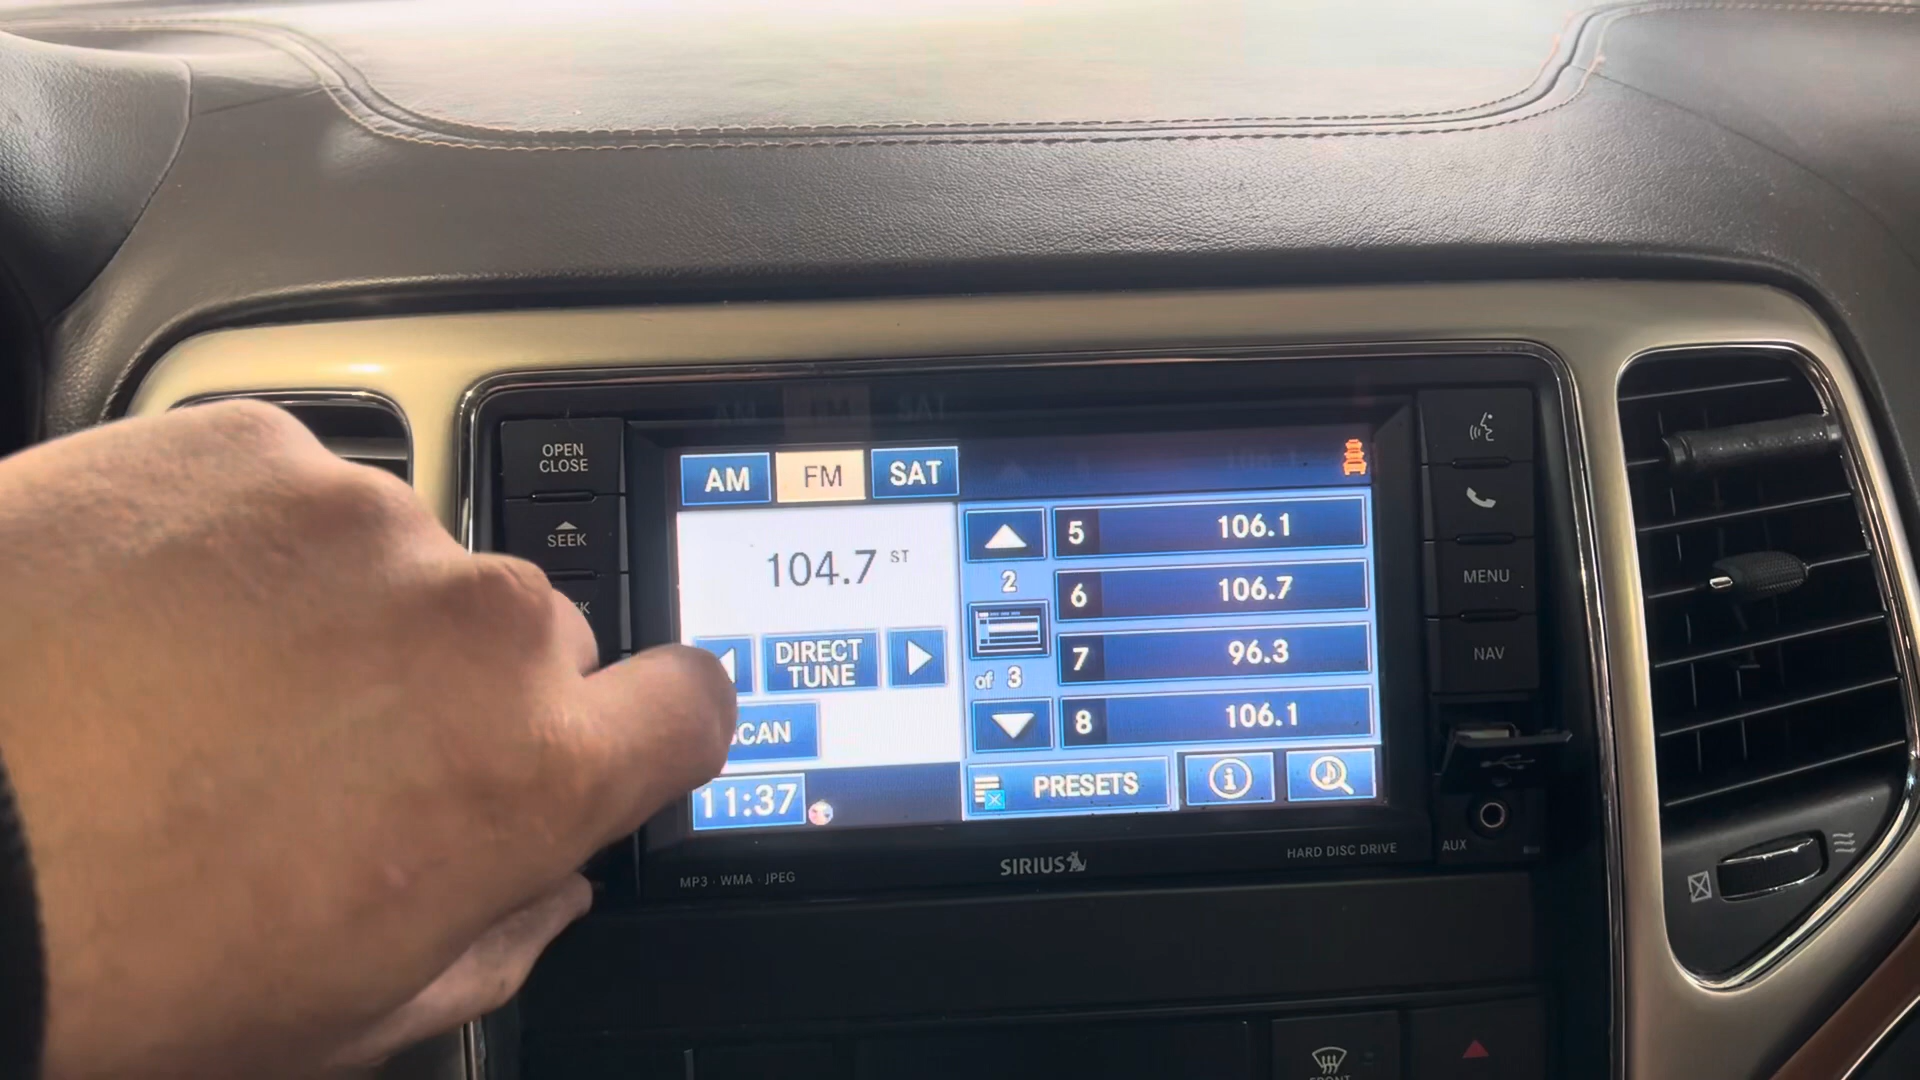 OPEN
CLOSE
SEEK
AM FM SAT
104.7 ST
DIRECT
TUNE
11:37
2
of 3
5 106.1
6 106.7
7 96.3
8 106.1
PRESETS
MENU
NAV
AUX
MP3 · WMA · JPEG
SIRIUS
HARD DISC DRIVE